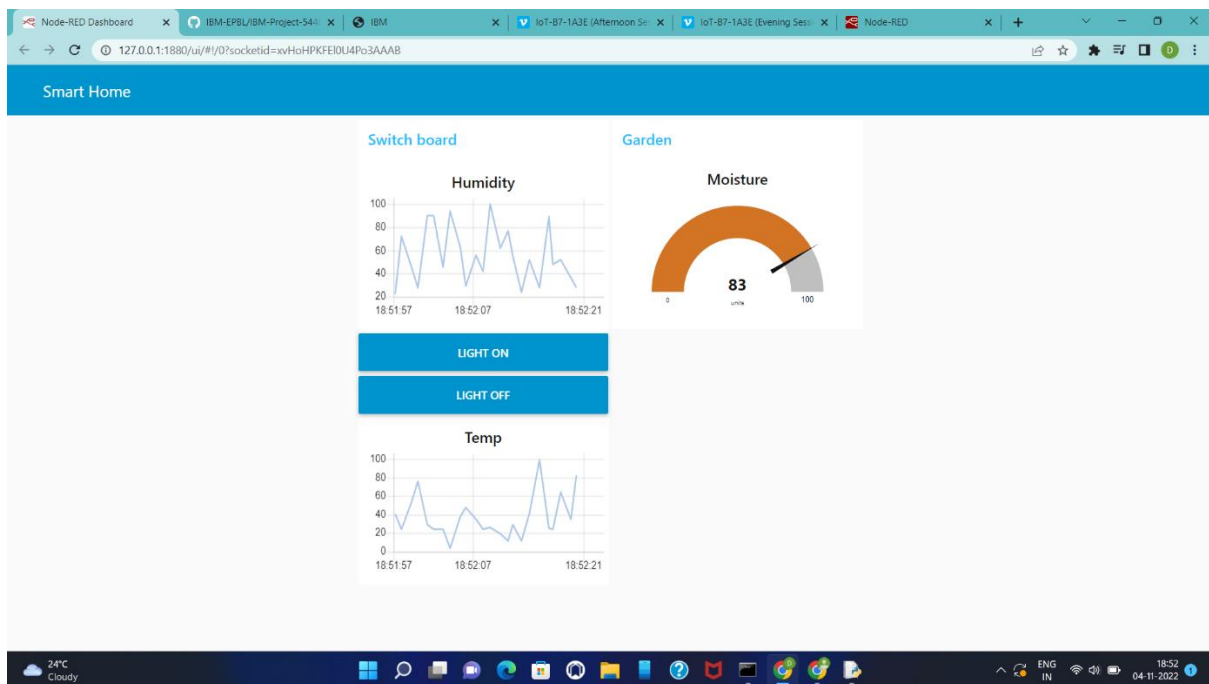 Node-RED Dashboard
IBM-EPBL/IBM-Project-544
IBM
IoT-B7-1A3E (Afternoon Se
IoT-B7-1A3E (Evening Sess
Node-RED
127.0.0.1:1880/ui/#!/0?socketid=xvHoHPKFEl0U4Po3AAAB
D
Smart Home
Switch board
Humidity
100
80
60
40
20
18:51:57 18:52:07 18:52:21
LIGHT ON
LIGHT OFF
Temp
100
80
60
40
20
0
18:51:57 18:52:07 18:52:21
Garden
Moisture
83
units
0 100
24°C
Cloudy
ENG
IN
18:52
04-11-2022
1